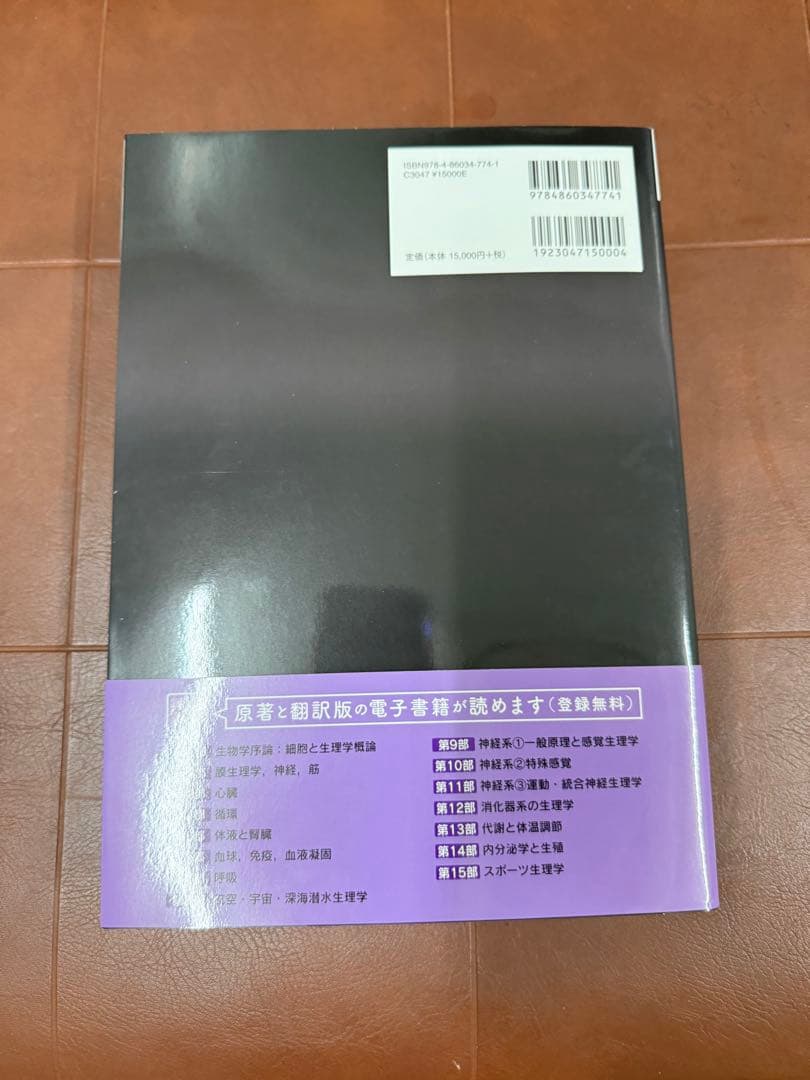 ISBN978-4-86034-774-1
C3047 ¥15000E
9784860347741
定価(本体 15,000円+税)
1923047150004
原著と翻訳版の電子書籍が読めます(登録無料)
生物学序論:細胞と生理学概論
膜生理学,神経,筋
心臓
循環
体液と腎臓
血球,免疫,血液凝固
呼吸
空・宇宙・深海潜水生理学
第9部 神経系①一般原理と感覚生理学
第10部 神経系②特殊感覚
第11部 神経系③運動・統合神経生理学
第12部 消化器系の生理学
第13部 代謝と体温調節
第14部 内分泌学と生殖
第15部 スポーツ生理学